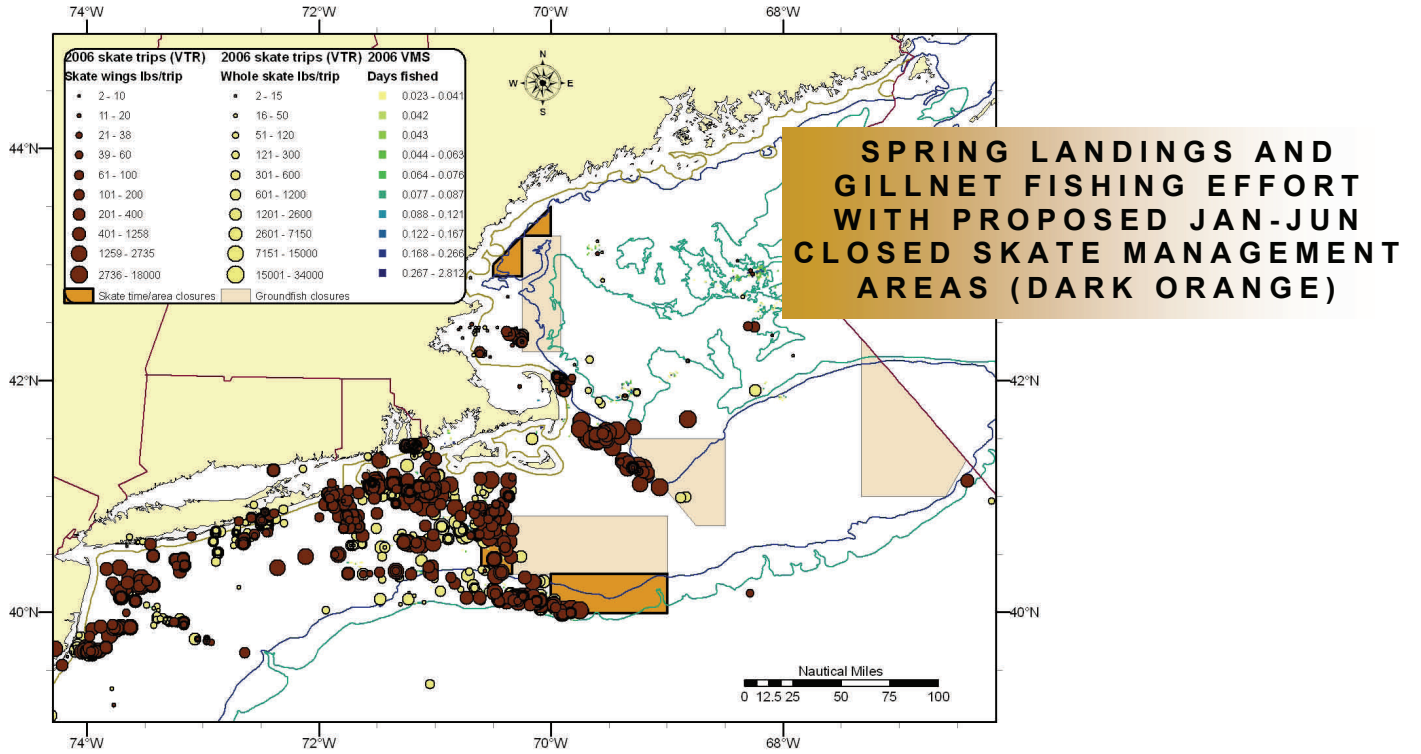 74°W 72°W 70°W 68°W
2006 skate trips (VTR) 2006 skate trips (VTR) 2006 VMS
Skate wings lbs/trip Whole skate lbs/trip Days fished
2 - 10 2 - 15 0.023 - 0.041
11 - 20 16 - 50 0.042
21 - 38 51 - 120 0.043
39 - 60 121 - 300 0.044 - 0.063
61 - 100 301 - 600 0.064 - 0.076
101 - 200 601 - 1200 0.077 - 0.087
201 - 400 1201 - 2600 0.088 - 0.121
401 - 1258 2601 - 7150 0.122 - 0.167
1259 - 2735 7151 - 15000 0.168 - 0.266
2736 - 18000 15001 - 34000 0.267 - 2.812
Skate time/area closures Groundfish closures
N
W E
S
44°N
SPRING LANDINGS AND
GILLNET FISHING EFFORT
WITH PROPOSED JAN-JUN
CLOSED SKATE MANAGEMENT
AREAS (DARK ORANGE)
42°N 42°N
40°N 40°N
Nautical Miles
0 12.5 25 50 75 100
74°W 72°W 70°W 68°W